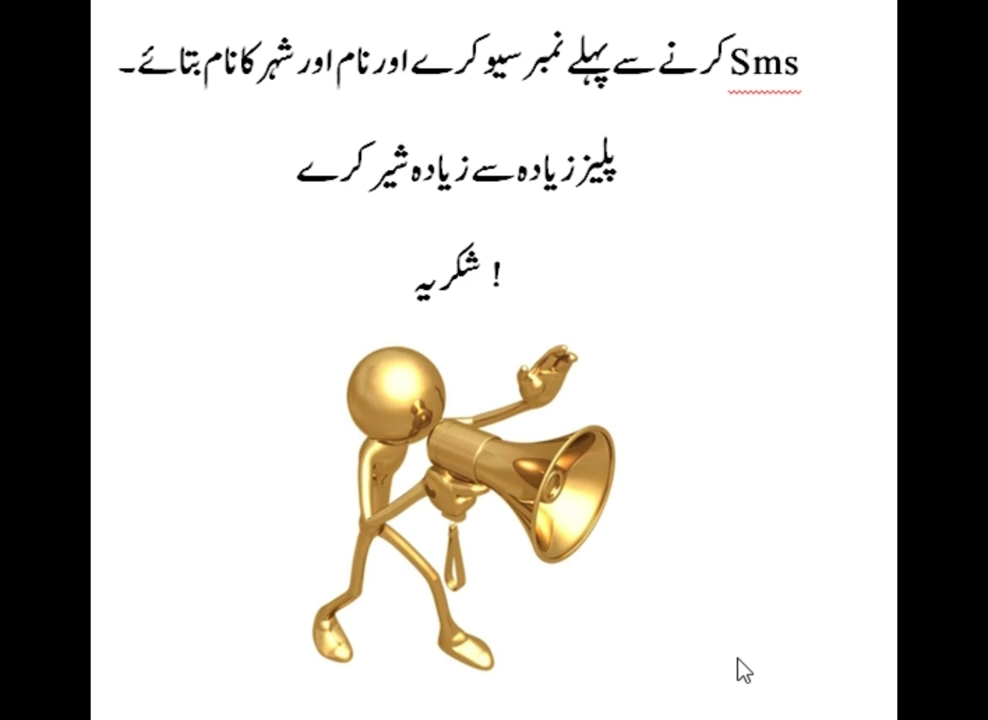 Sms کرنے سے پہلے نمبر سیو کرے اور نام اور شہر کا نام بتائے۔
پلیز زیادہ سے زیادہ شیر کرے
! شکریہ